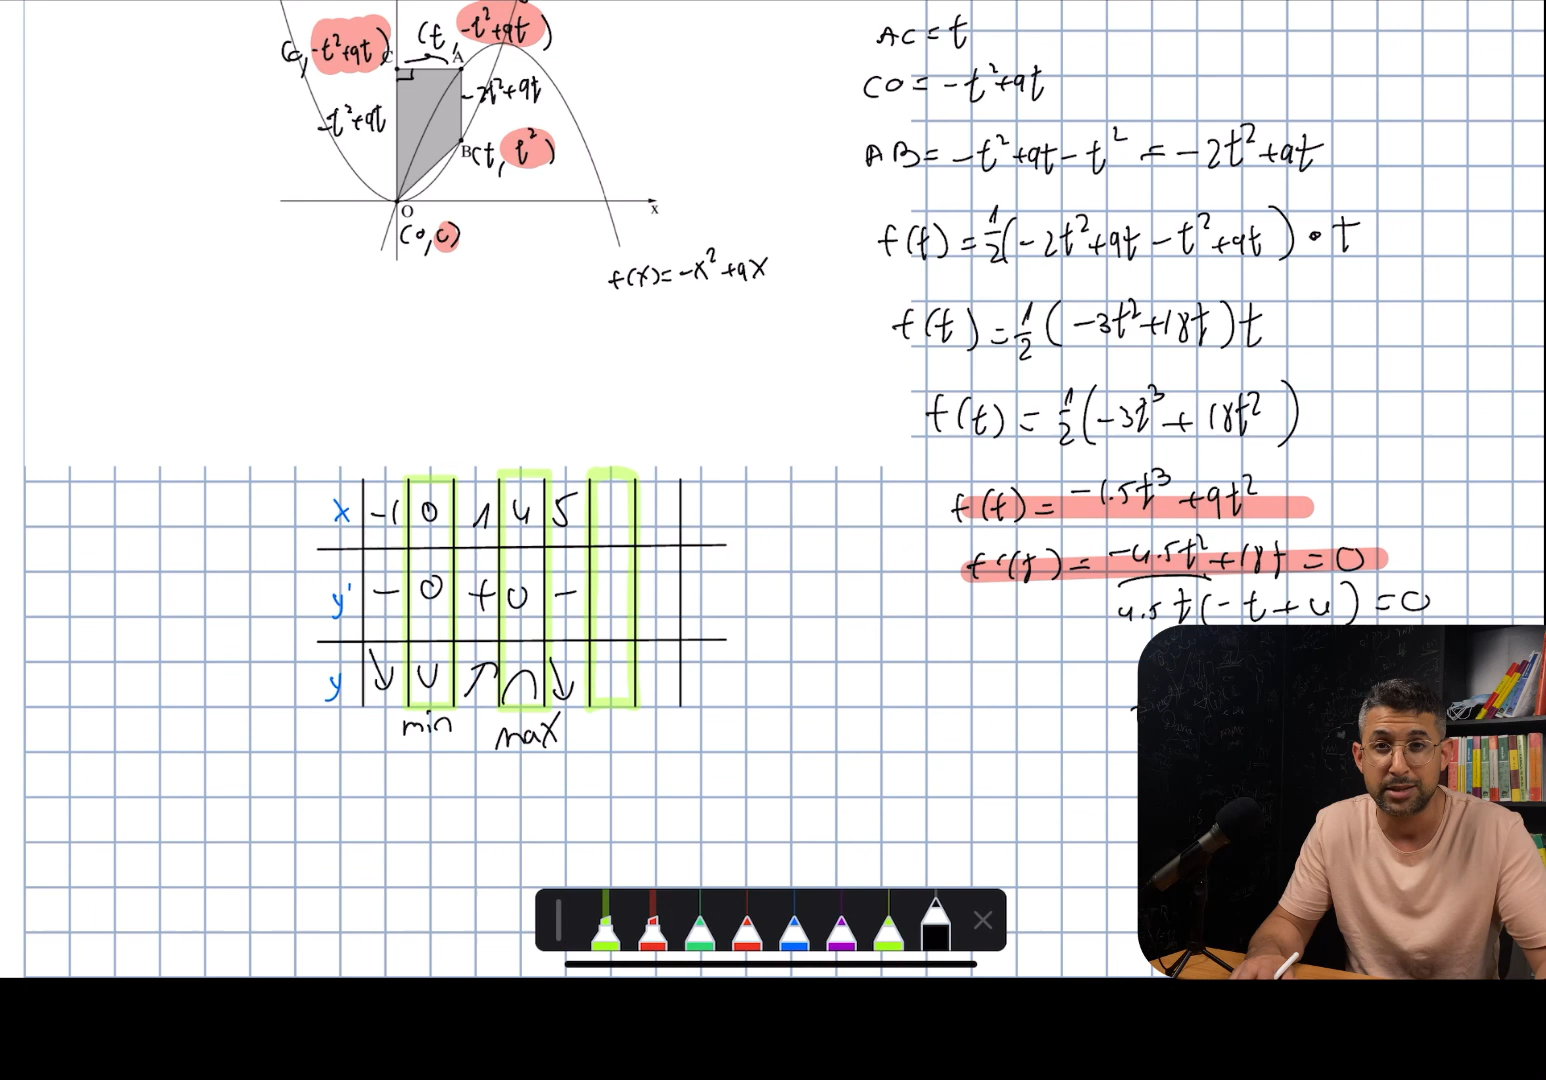 (0, -t²+9t)
(t, -t²+9t)
C
A
-t²+9t
-2t²+9t
B(t, t²)
O
x
(0,0)
f(x)=-x²+9x
AC=t
CO=-t²+9t
AB=-t²+9t-t²=-2t²+9t
f(t)=1/2(-2t²+9t-t²+9t)·t
f(t)=1/2(-3t²+18t)t
f(t)=1/2(-3t³+18t²)
f(t)=-1.5t³+9t²
f'(t)=-4.5t²+18t=0
4.5t(-t+4)=0
x -1 0 1 4 5
y' - 0 + 0 -
y ↘ ∪ ↗ ∩ ↘
min max